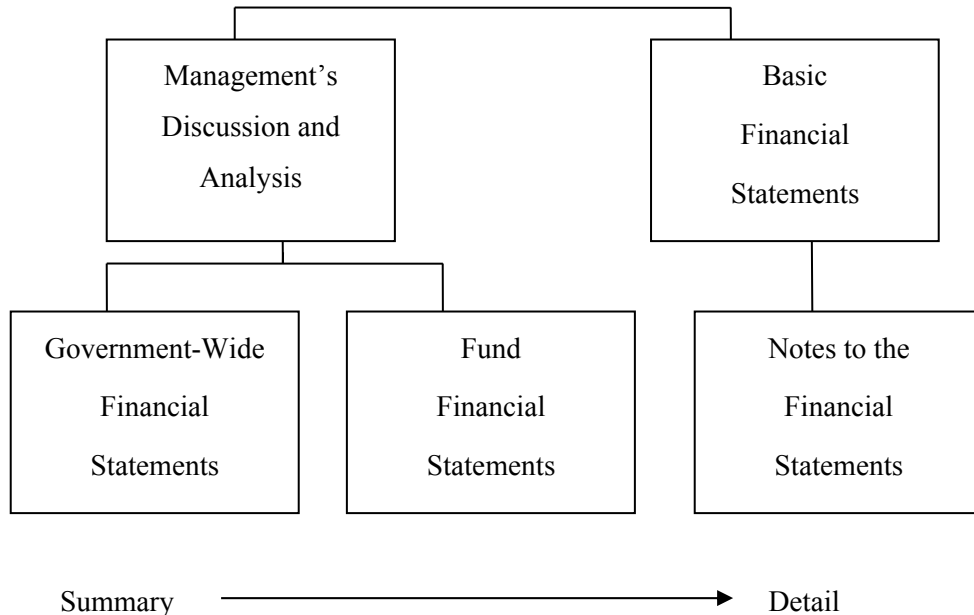 Management’s
Discussion and
Analysis
Basic
Financial
Statements
Government-Wide
Financial
Statements
Fund
Financial
Statements
Notes to the
Financial
Statements
Summary
Detail